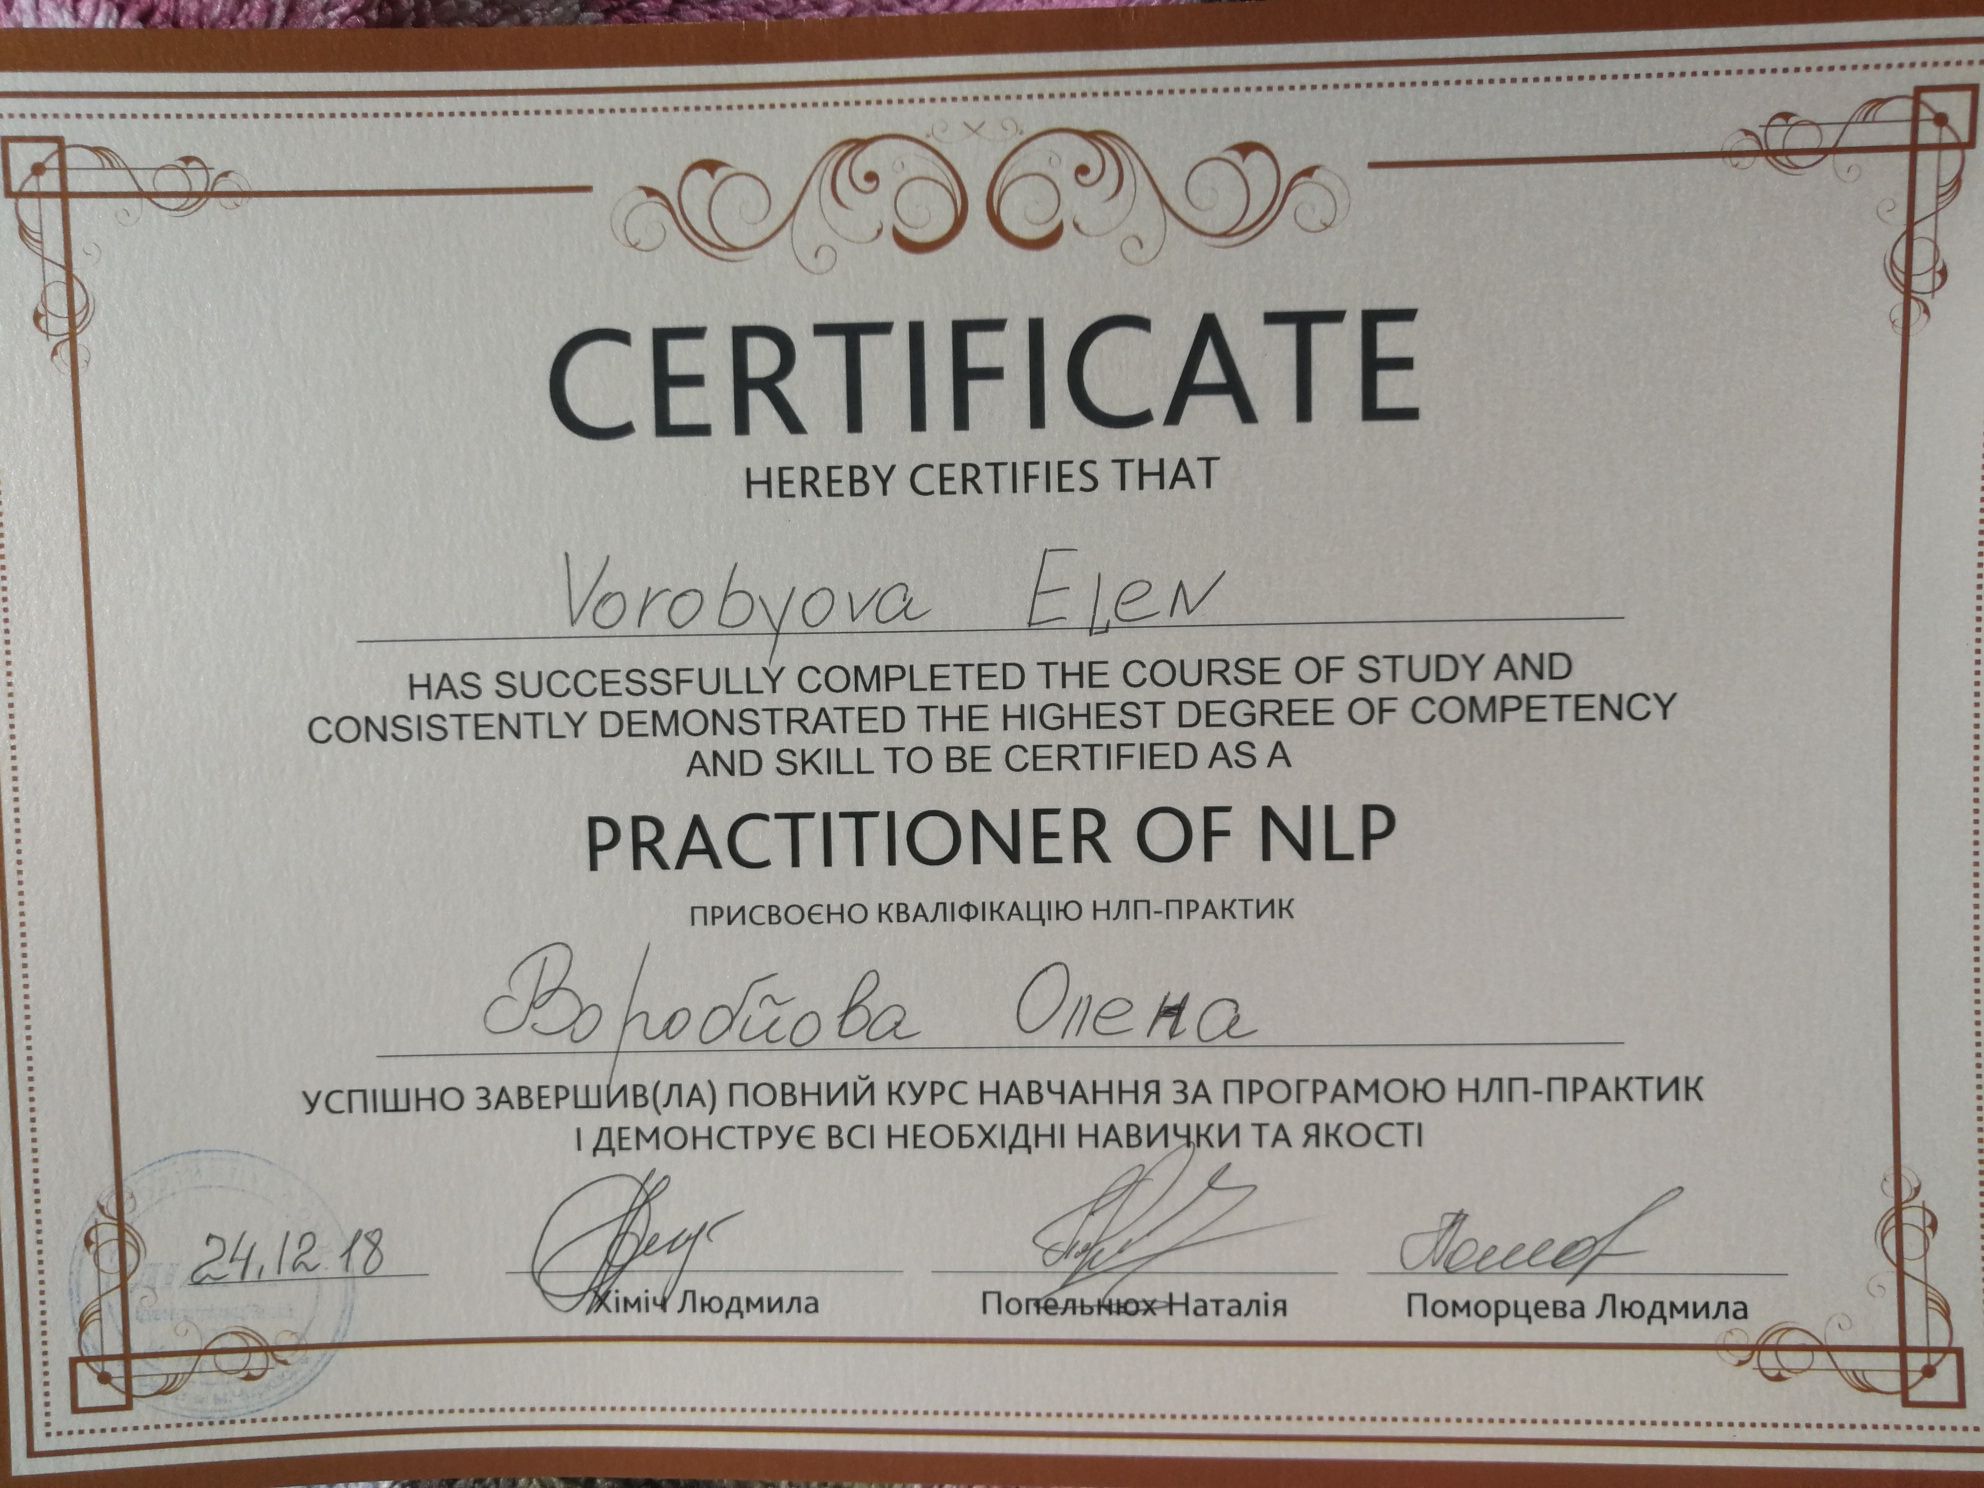 CERTIFICATE
HEREBY CERTIFIES THAT
Vorobyova Elen
HAS SUCCESSFULLY COMPLETED THE COURSE OF STUDY AND
CONSISTENTLY DEMONSTRATED THE HIGHEST DEGREE OF COMPETENCY
AND SKILL TO BE CERTIFIED AS A
PRACTITIONER OF NLP
ПРИСВОЄНО КВАЛІФІКАЦІЮ НЛП-ПРАКТИК
Воробйова Олена
УСПІШНО ЗАВЕРШИВ(ЛА) ПОВНИЙ КУРС НАВЧАННЯ ЗА ПРОГРАМОЮ НЛП-ПРАКТИК
І ДЕМОНСТРУЄ ВСІ НЕОБХІДНІ НАВИЧКИ ТА ЯКОСТІ
24.12.18
Хіміч Людмила Попельнюх Наталія Поморцева Людмила